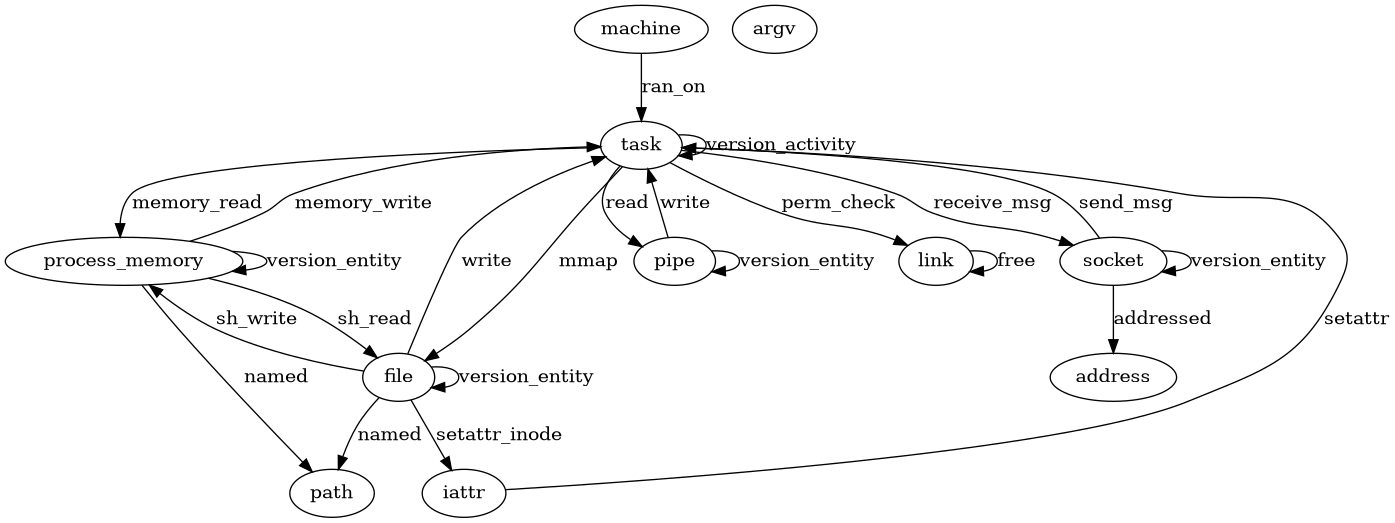 machine
argv
ran_on
task
version_activity
memory_read
memory_write
read
write
perm_check
receive_msg
send_msg
process_memory
version_entity
write
mmap
pipe
version_entity
link
free
socket
version_entity
sh_write
sh_read
addressed
setattr
named
file
version_entity
address
named
setattr_inode
path
iattr